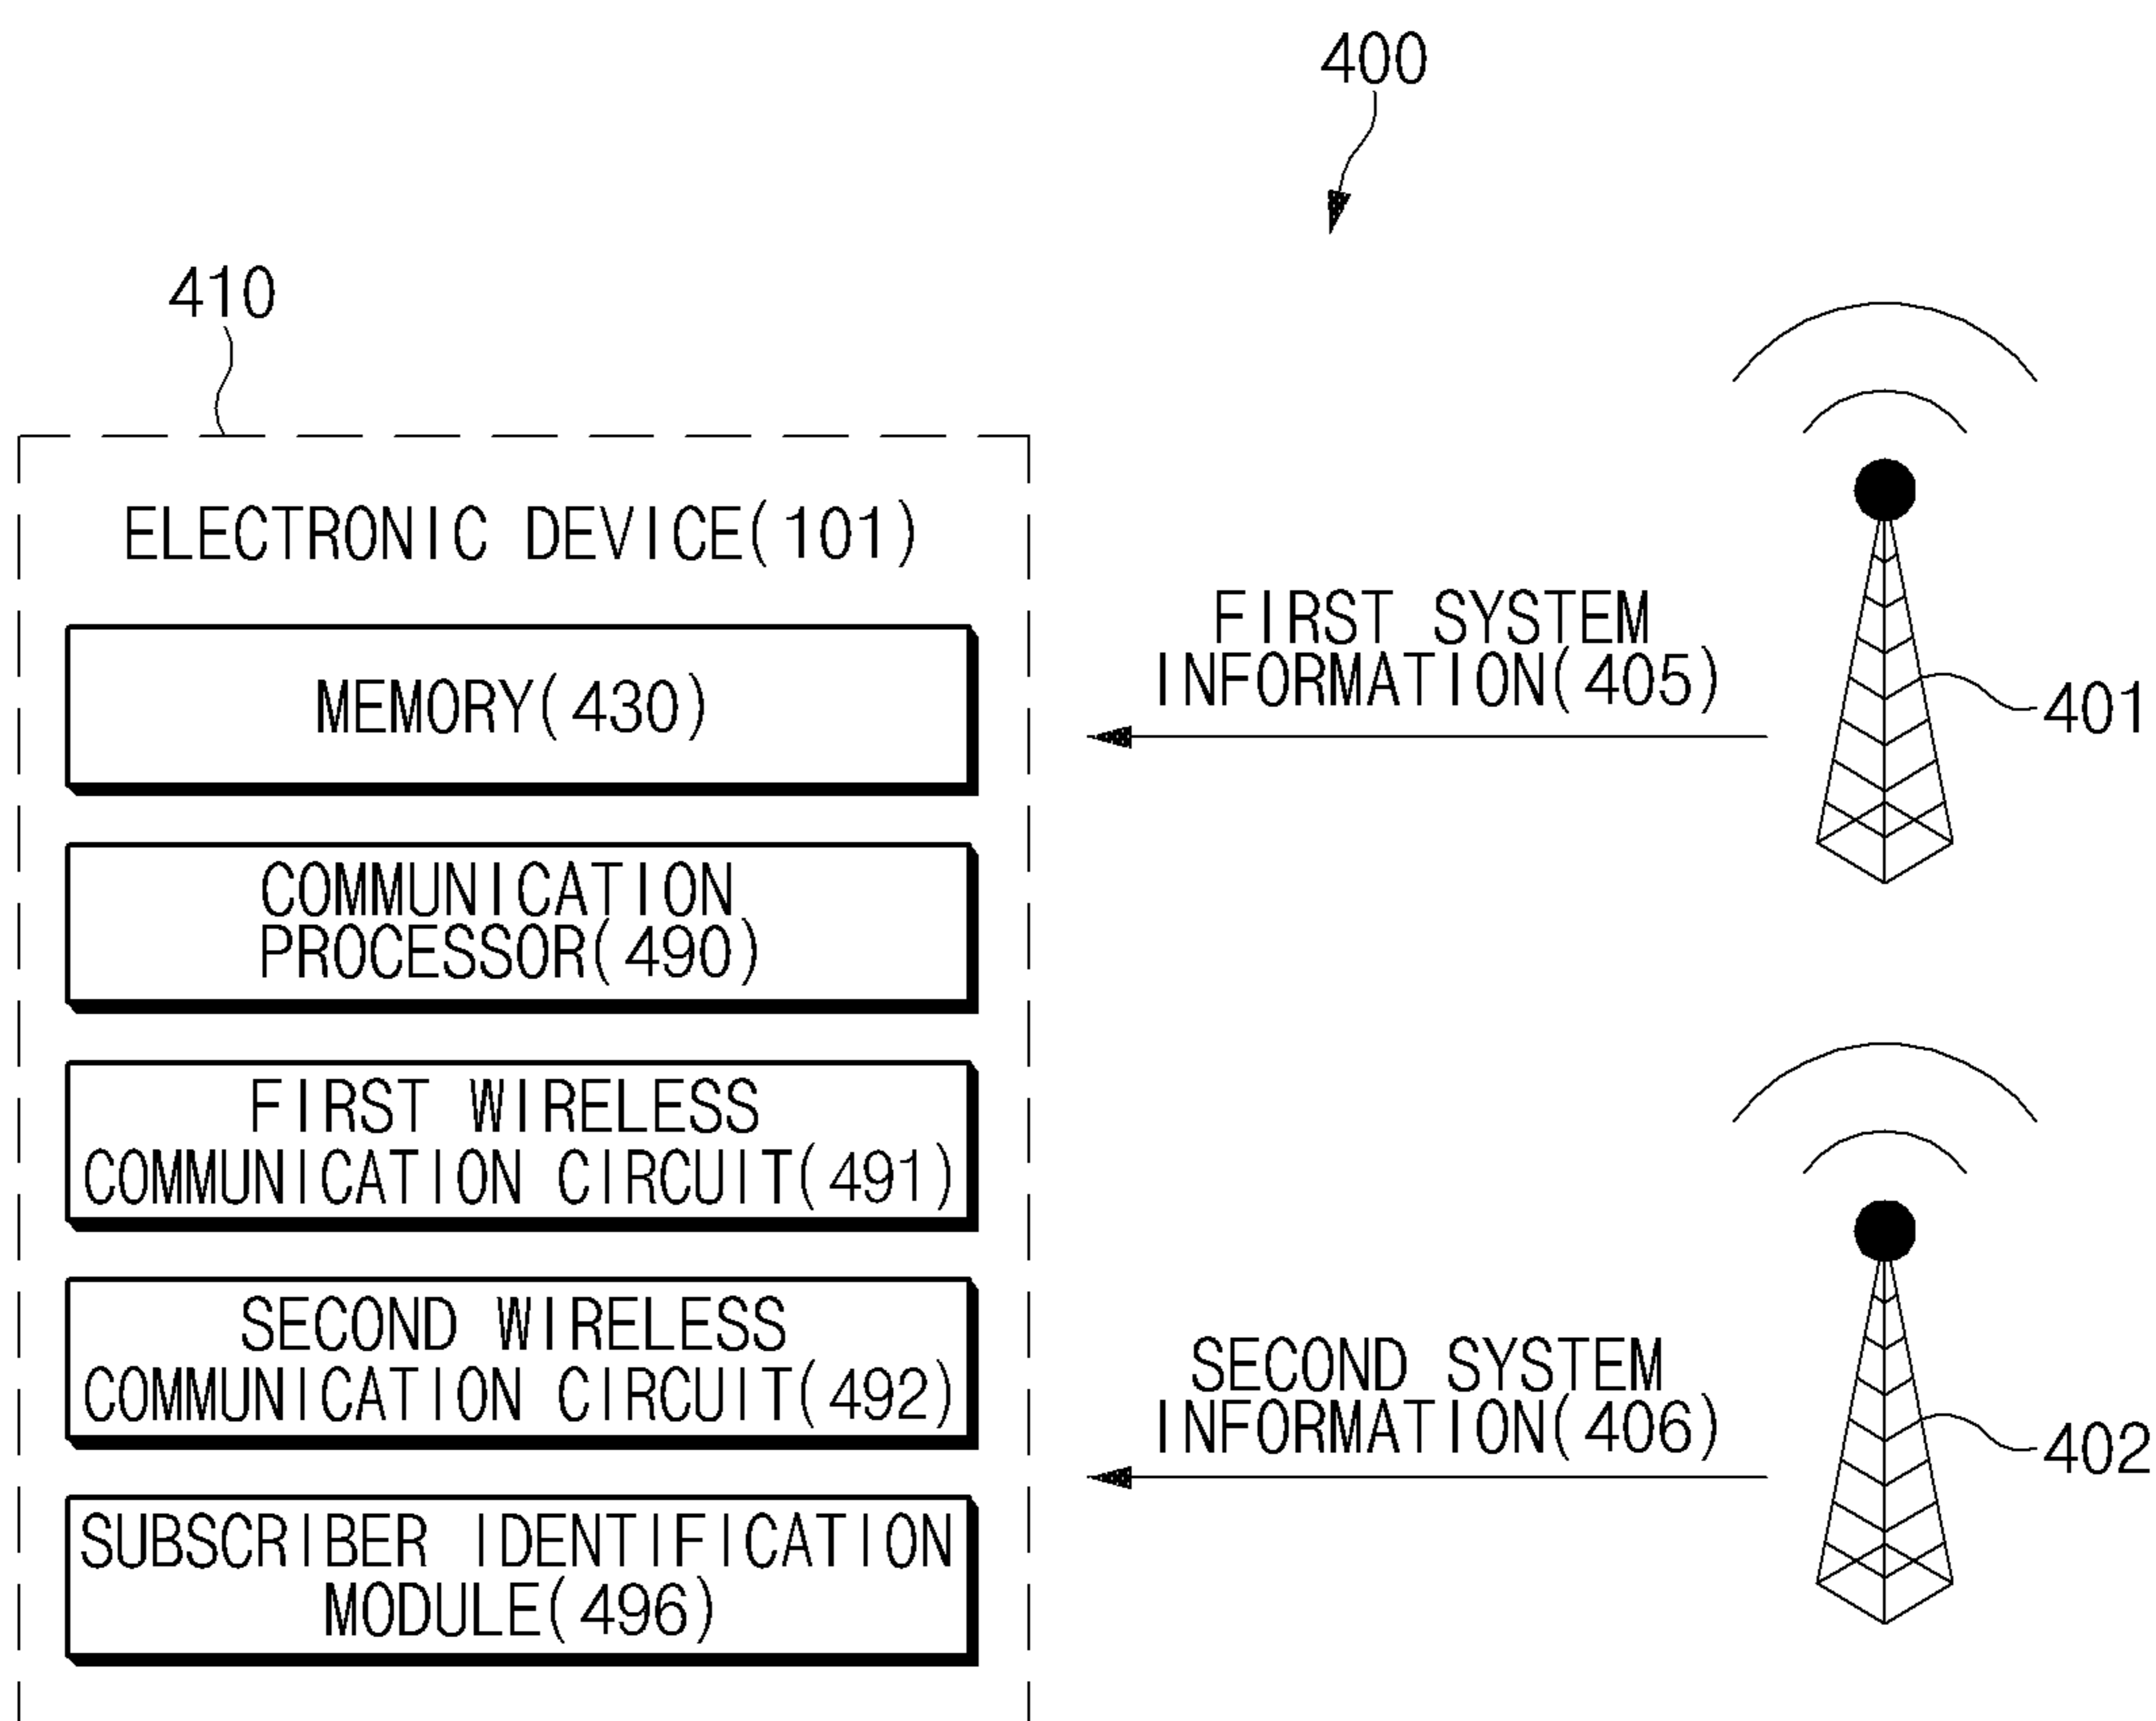 400
410
ELECTRONIC DEVICE(101)
MEMORY(430)
COMMUNICATION
PROCESSOR(490)
FIRST WIRELESS
COMMUNICATION CIRCUIT(491)
SECOND WIRELESS
COMMUNICATION CIRCUIT(492)
SUBSCRIBER IDENTIFICATION
MODULE(496)
FIRST SYSTEM
INFORMATION(405)
401
SECOND SYSTEM
INFORMATION(406)
402